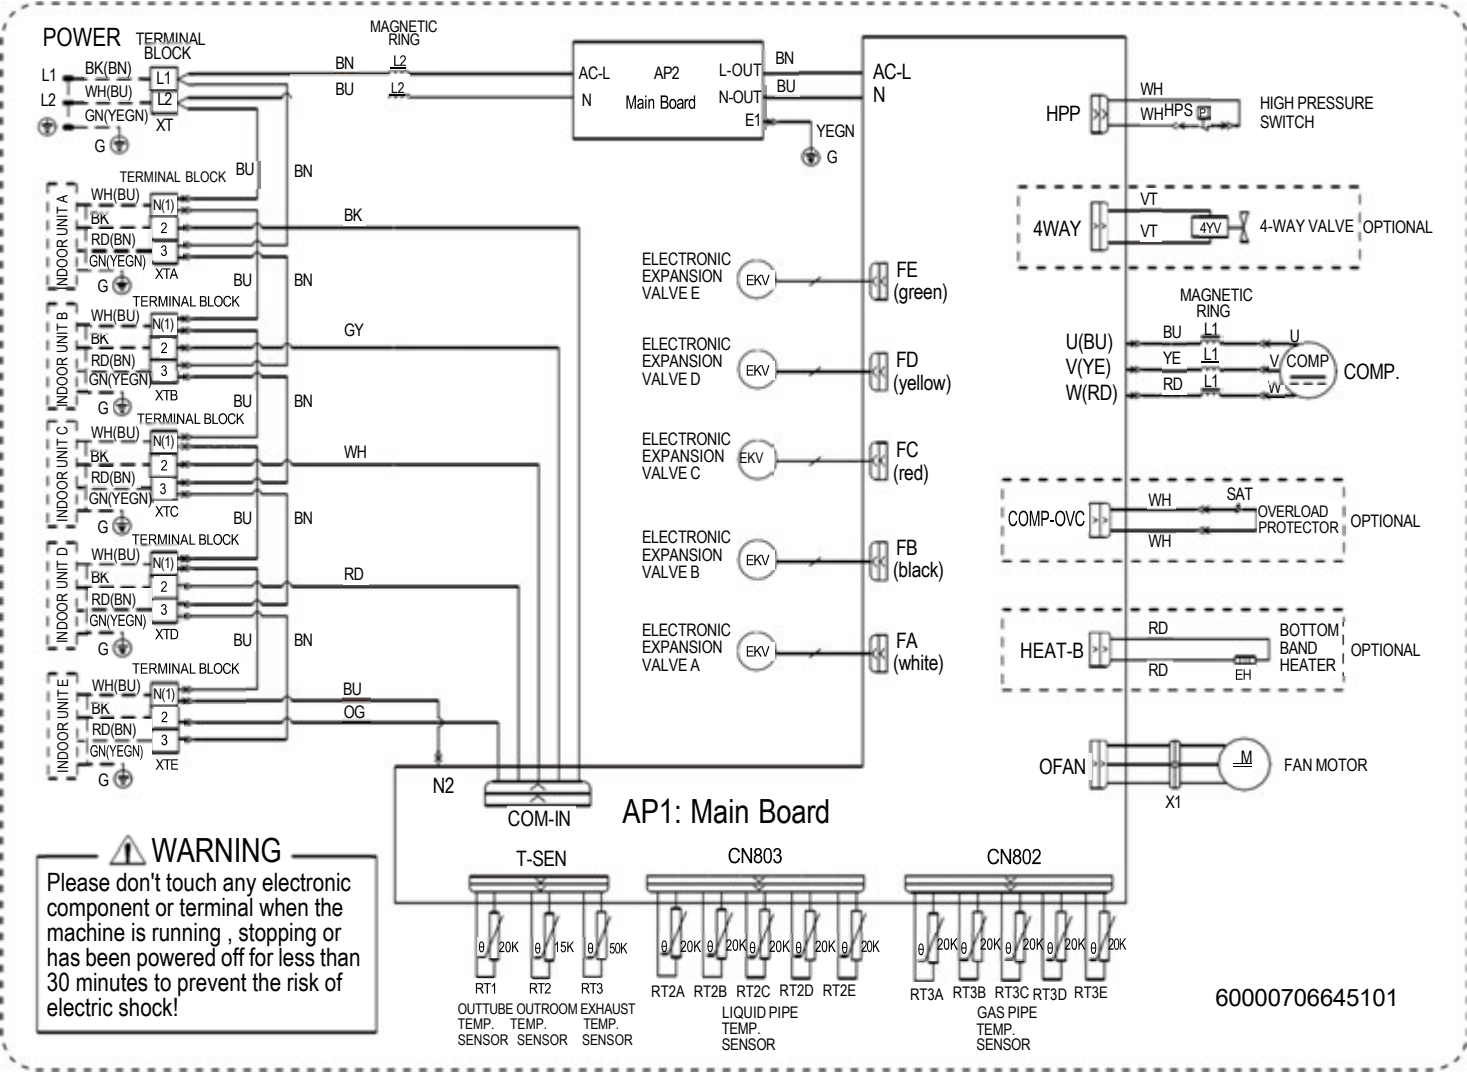 POWER
TERMINAL
BLOCK
L1
BK(BN)
L1
L2
WH(BU)
L2
GN(YEGN)
XT
G
BN
BU
MAGNETIC
RING
L2
L2
AC-L
N
AP2
Main Board
L-OUT
N-OUT
E1
BN
BU
YEGN
G
AC-L
N
BU
BN
INDOOR UNIT A
TERMINAL BLOCK
WH(BU)
N(1)
BK
2
RD(BN)
3
GN(YEGN)
XTA
G
BK
BU
BN
INDOOR UNIT B
TERMINAL BLOCK
WH(BU)
N(1)
BK
2
RD(BN)
3
GN(YEGN)
XTB
G
GY
BU
BN
INDOOR UNIT C
TERMINAL BLOCK
WH(BU)
N(1)
BK
2
RD(BN)
3
GN(YEGN)
XTC
G
WH
BU
BN
INDOOR UNIT D
TERMINAL BLOCK
WH(BU)
N(1)
BK
2
RD(BN)
3
GN(YEGN)
XTD
G
RD
BU
BN
INDOOR UNIT E
TERMINAL BLOCK
WH(BU)
N(1)
BK
2
RD(BN)
3
GN(YEGN)
XTE
G
BU
OG
N2
COM-IN
AP1: Main Board
ELECTRONIC
EXPANSION
VALVE E
EKV
FE
(green)
ELECTRONIC
EXPANSION
VALVE D
EKV
FD
(yellow)
ELECTRONIC
EXPANSION
VALVE C
EKV
FC
(red)
ELECTRONIC
EXPANSION
VALVE B
EKV
FB
(black)
ELECTRONIC
EXPANSION
VALVE A
EKV
FA
(white)
HPP
WH
WH
HPS
HIGH PRESSURE
SWITCH
4WAY
VT
VT
4YV
4-WAY VALVE
OPTIONAL
MAGNETIC
RING
U(BU)
BU
L1
U
V(YE)
YE
L1
V
W(RD)
RD
L1
W
COMP
COMP.
COMP-OVC
WH
WH
SAT
OVERLOAD
PROTECTOR
OPTIONAL
HEAT-B
RD
RD
EH
BOTTOM
BAND
HEATER
OPTIONAL
OFAN
X1
M
FAN MOTOR
WARNING
Please don't touch any electronic
component or terminal when the
machine is running , stopping or
has been powered off for less than
30 minutes to prevent the risk of
electric shock!
T-SEN
θ 20K
θ 15K
θ 50K
RT1 RT2 RT3
OUTTUBE OUTROOM EXHAUST
TEMP. TEMP. TEMP.
SENSOR SENSOR SENSOR
CN803
θ 20K
θ 20K
θ 20K
θ 20K
θ 20K
RT2A RT2B RT2C RT2D RT2E
LIQUID PIPE
TEMP.
SENSOR
CN802
θ 20K
θ 20K
θ 20K
θ 20K
θ 20K
RT3A RT3B RT3C RT3D RT3E
GAS PIPE
TEMP.
SENSOR
60000706645101